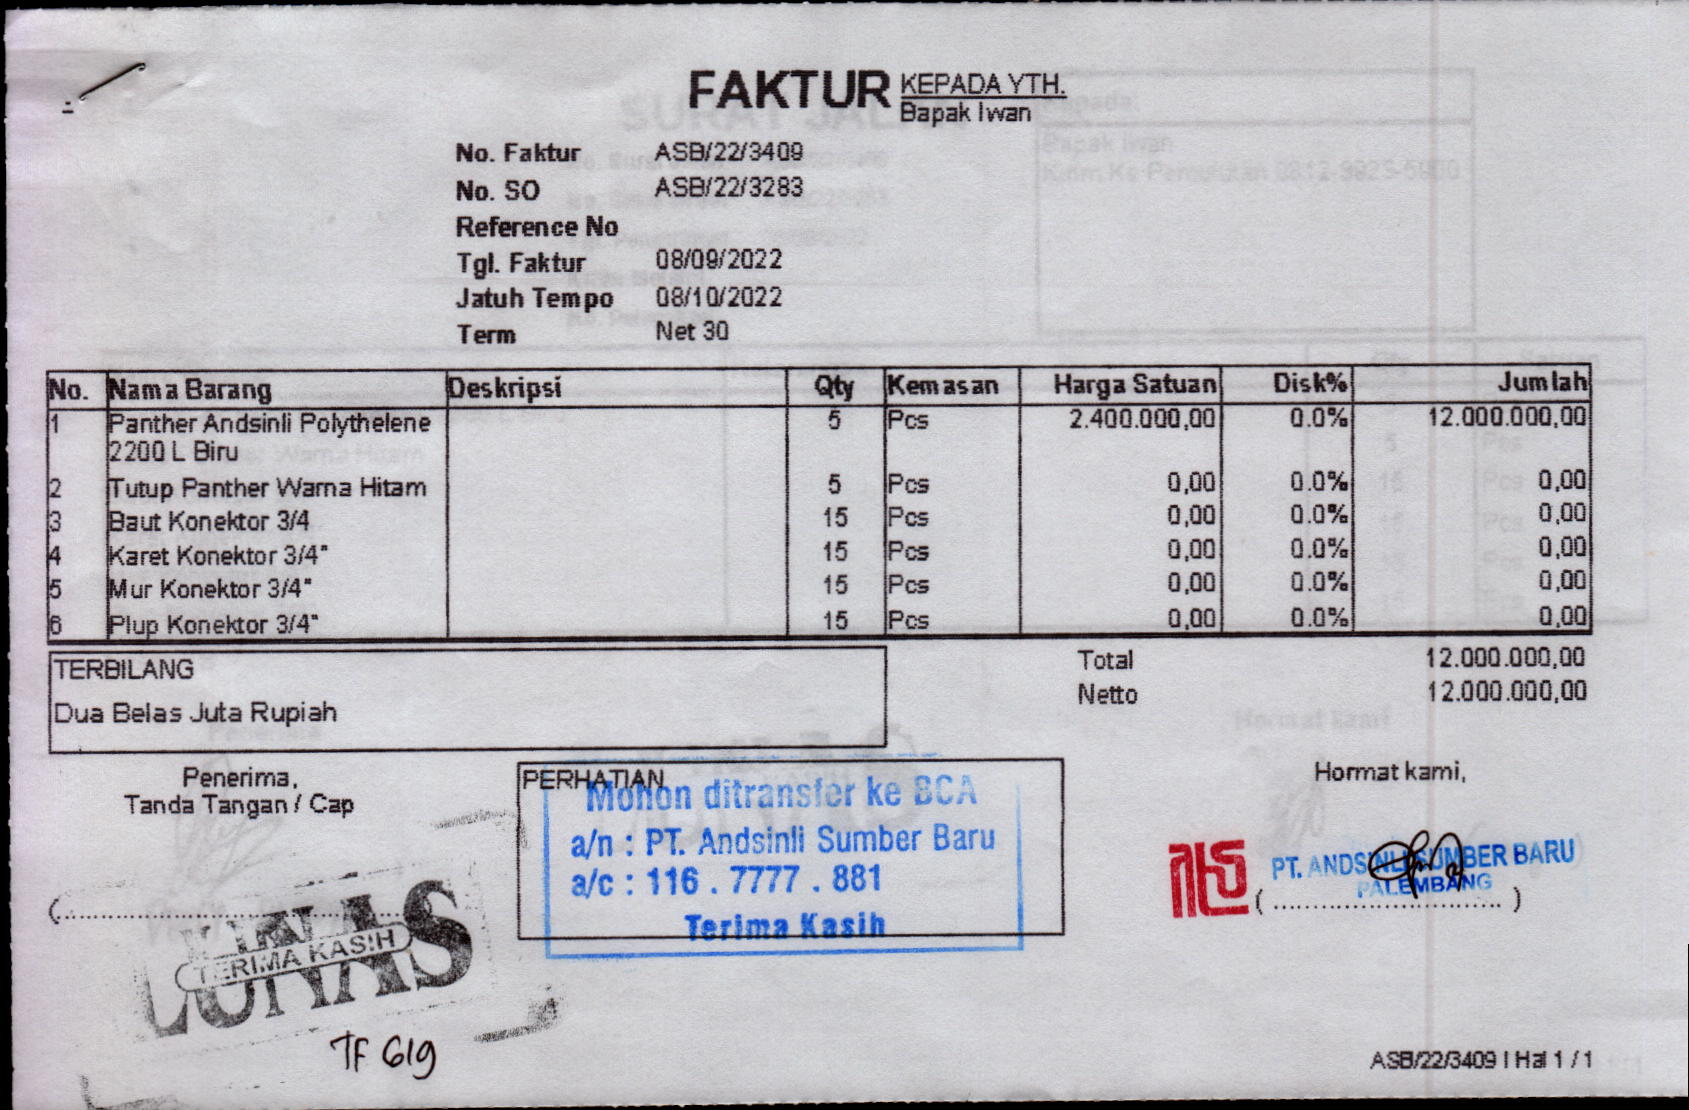 FAKTUR KEPADA YTH.
Bapak Iwan
No. Faktur ASB/22/3409
No. SO ASB/22/3283
Reference No
Tgl. Faktur 08/09/2022
Jatuh Tempo 08/10/2022
Term Net 30
No. Nama Barang Deskripsi Qty Kemasan Harga Satuan Disk% Jumlah
1 Panther Andsinli Polythelene 5 Pcs 2.400.000,00 0.0% 12.000.000,00
2200 L Biru
2 Tutup Panther Warna Hitam 5 Pcs 0,00 0.0% 0,00
3 Baut Konektor 3/4 15 Pcs 0,00 0.0% 0,00
4 Karet Konektor 3/4" 15 Pcs 0,00 0.0% 0,00
5 Mur Konektor 3/4" 15 Pcs 0,00 0.0% 0,00
6 Plup Konektor 3/4" 15 Pcs 0,00 0.0% 0,00
TERBILANG
Dua Belas Juta Rupiah
Total 12.000.000,00
Netto 12.000.000,00
Penerima,
Tanda Tangan / Cap
PERHATIAN
Mohon ditransfer ke BCA
a/n : PT. Andsinli Sumber Baru
a/c : 116 . 7777 . 881
Terima Kasih
Hormat kami,
PT. ANDSINLI SUMBER BARU
PALEMBANG
(........................................)
LUNAS
TERIMA KASIH
TF 619
ASB/22/3409 | Hal 1 / 1